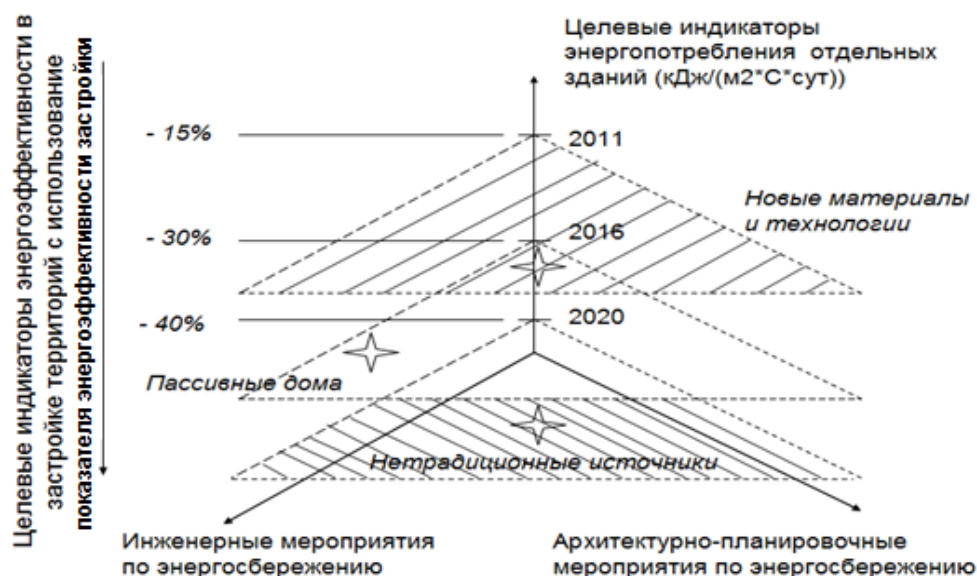 Целевые индикаторы энергоэффективности в
застройке территорий с использование
показателя энергоэффективности застройки
Целевые индикаторы
энергопотребления отдельных
зданий (кДж/(м2*С*сут))
- 15%
2011
Новые материалы
и технологии
- 30%
2016
- 40%
2020
Пассивные дома
Нетрадиционные источники
Инженерные мероприятия
по энергосбережению
Архитектурно-планировочные
мероприятия по энергосбережению